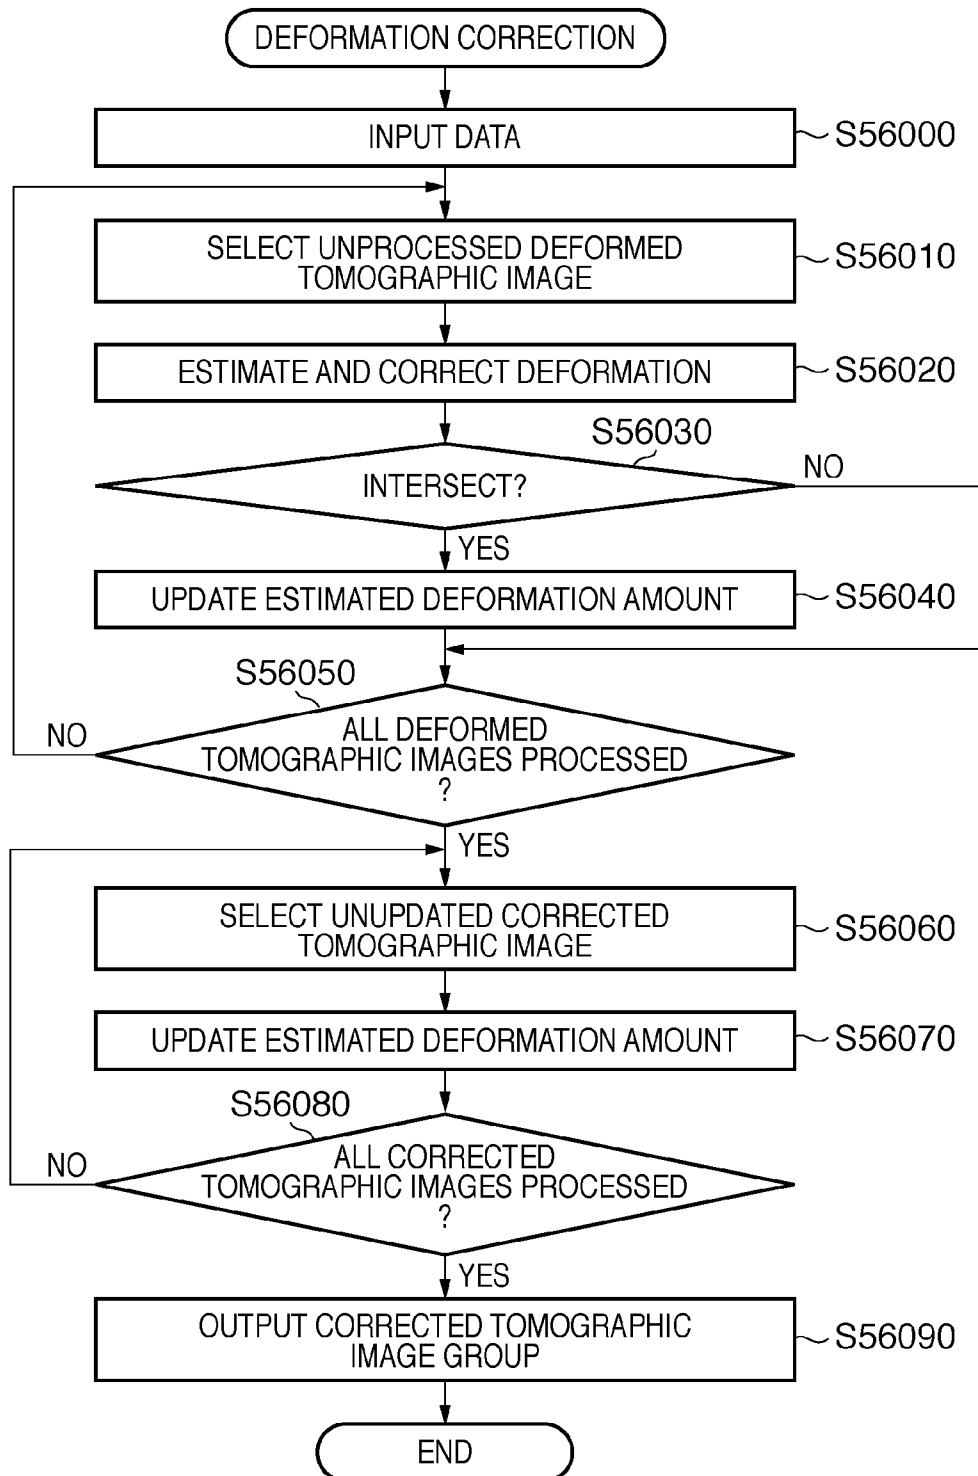 DEFORMATION CORRECTION
INPUT DATA
S56000
SELECT UNPROCESSED DEFORMED
TOMOGRAPHIC IMAGE
S56010
ESTIMATE AND CORRECT DEFORMATION
S56020
S56030
INTERSECT?
NO
YES
UPDATE ESTIMATED DEFORMATION AMOUNT
S56040
S56050
ALL DEFORMED
TOMOGRAPHIC IMAGES PROCESSED
?
NO
YES
SELECT UNUPDATED CORRECTED
TOMOGRAPHIC IMAGE
S56060
UPDATE ESTIMATED DEFORMATION AMOUNT
S56070
S56080
ALL CORRECTED
TOMOGRAPHIC IMAGES PROCESSED
?
NO
YES
OUTPUT CORRECTED TOMOGRAPHIC
IMAGE GROUP
S56090
END